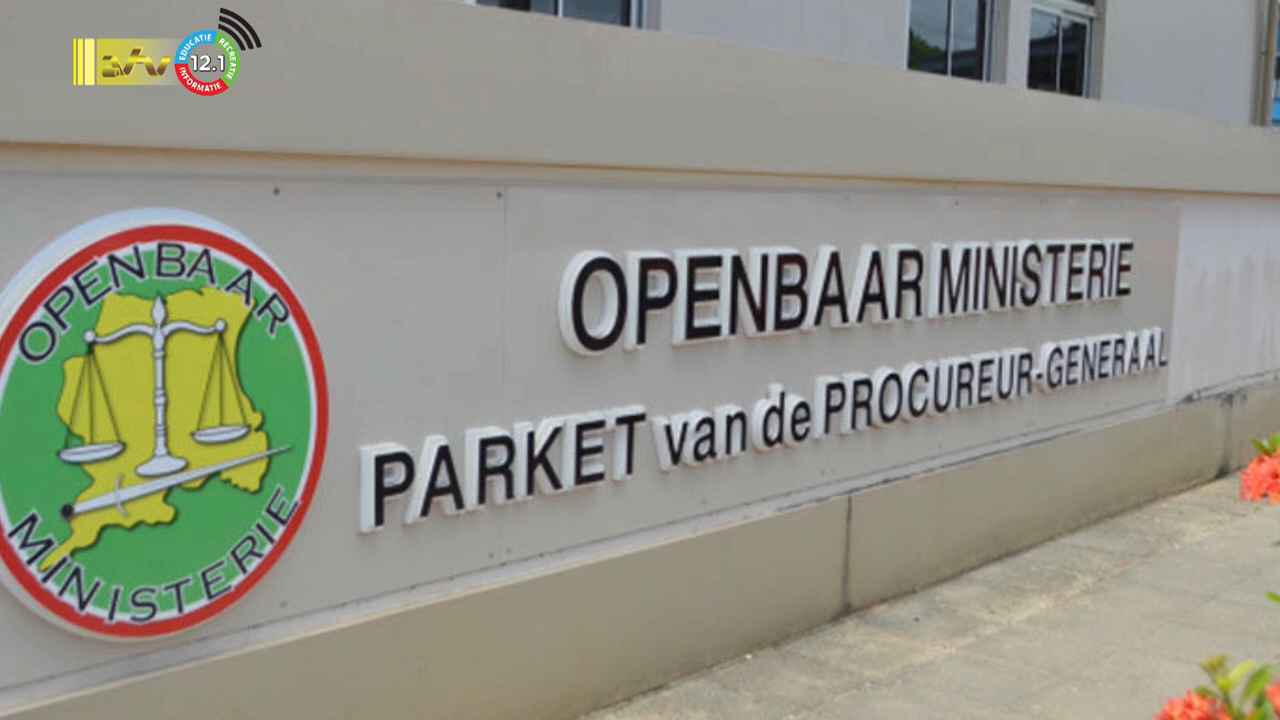 EDUCATIE
RECREATIE
INFORMATIE
12.1
OPENBAAR
MINISTERIE
OPENBAAR MINISTERIE
PARKET van de PROCUREUR-GENERAAL